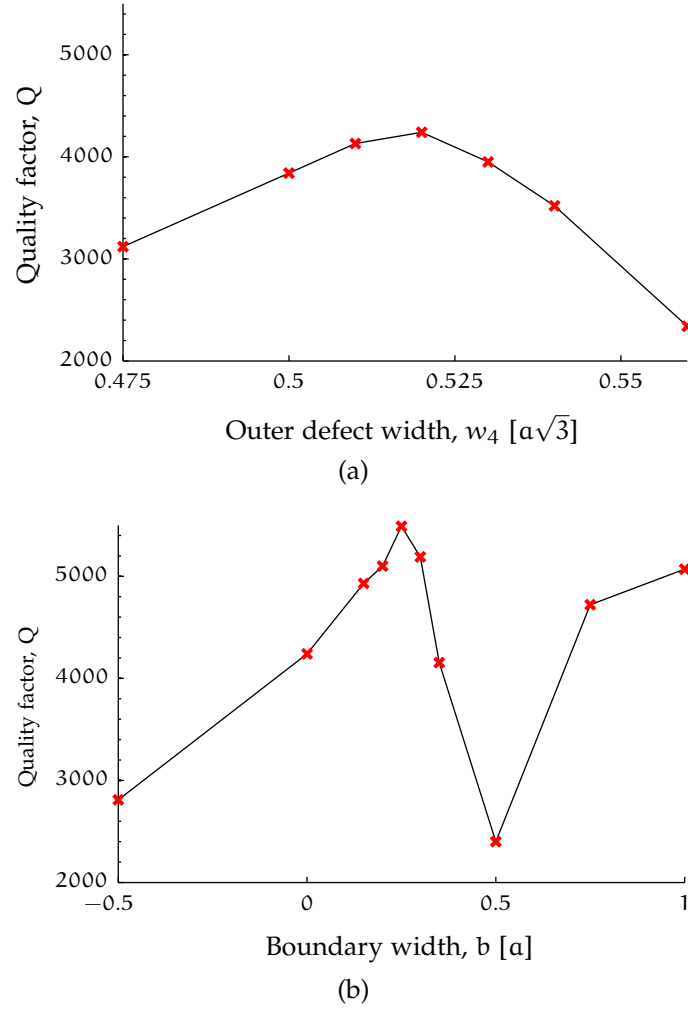 5000
4000
3000
2000
Quality factor, Q
0.475 0.5 0.525 0.55
Outer defect width, w₄ [a√3]
(a)
5000
4000
3000
2000
Quality factor, Q
−0.5 0 0.5 1
Boundary width, b [a]
(b)